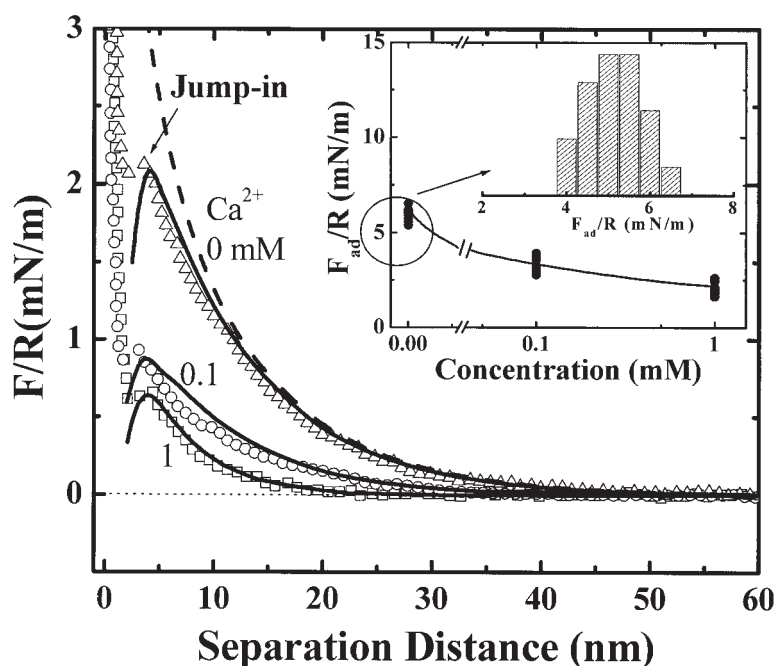 3
2
1
0
F/R(mN/m)
Jump-in
Ca2+
0 mM
0.1
1
0 10 20 30 40 50 60
Separation Distance (nm)
15
10
5
0
Fad/R (mN/m)
0.00 0.1 1
Concentration (mM)
2 4 6 8
Fad/R (mN/m)